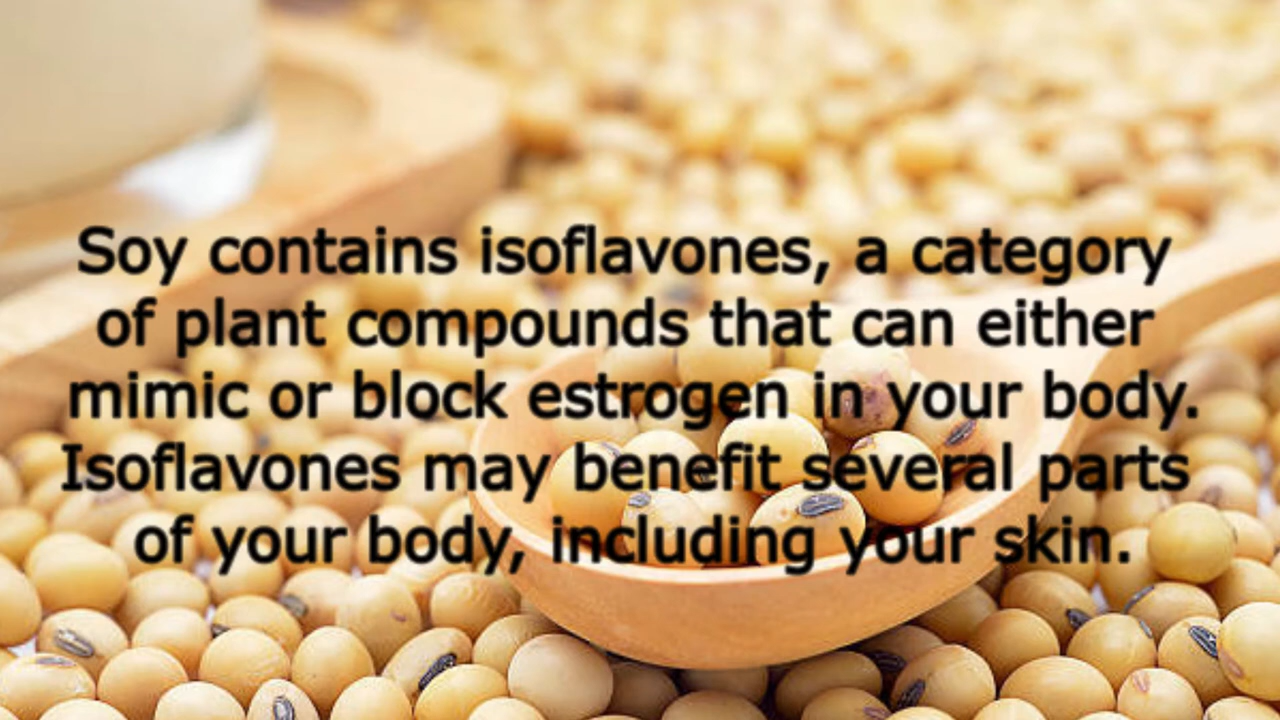 Soy contains isoflavones, a category
of plant compounds that can either
mimic or block estrogen in your body.
Isoflavones may benefit several parts
of your body, including your skin.